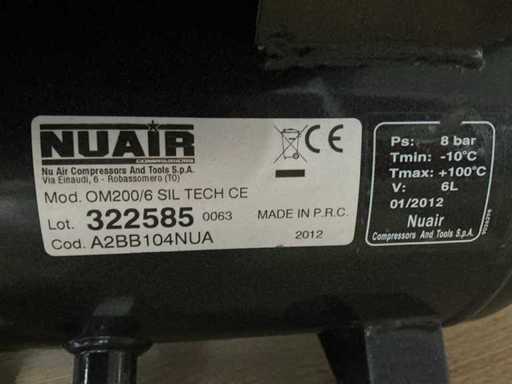 NUAIR
COMPRESSORS
Nu Air Compressors And Tools S.p.A.
Via Einaudi, 6 - Robassomero (TO)
CE
Mod. OM200/6 SIL TECH CE
Lot. 322585 0063
MADE IN P.R.C.
Cod. A2BB104NUA
2012
Ps: 8 bar
Tmin: -10°C
Tmax: +100°C
V: 6L
01/2012
Nuair
Compressors And Tools S.p.A.